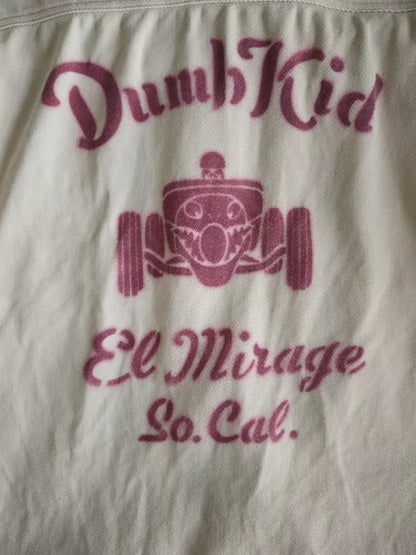 Dumb Kid
El Mirage
So. Cal.